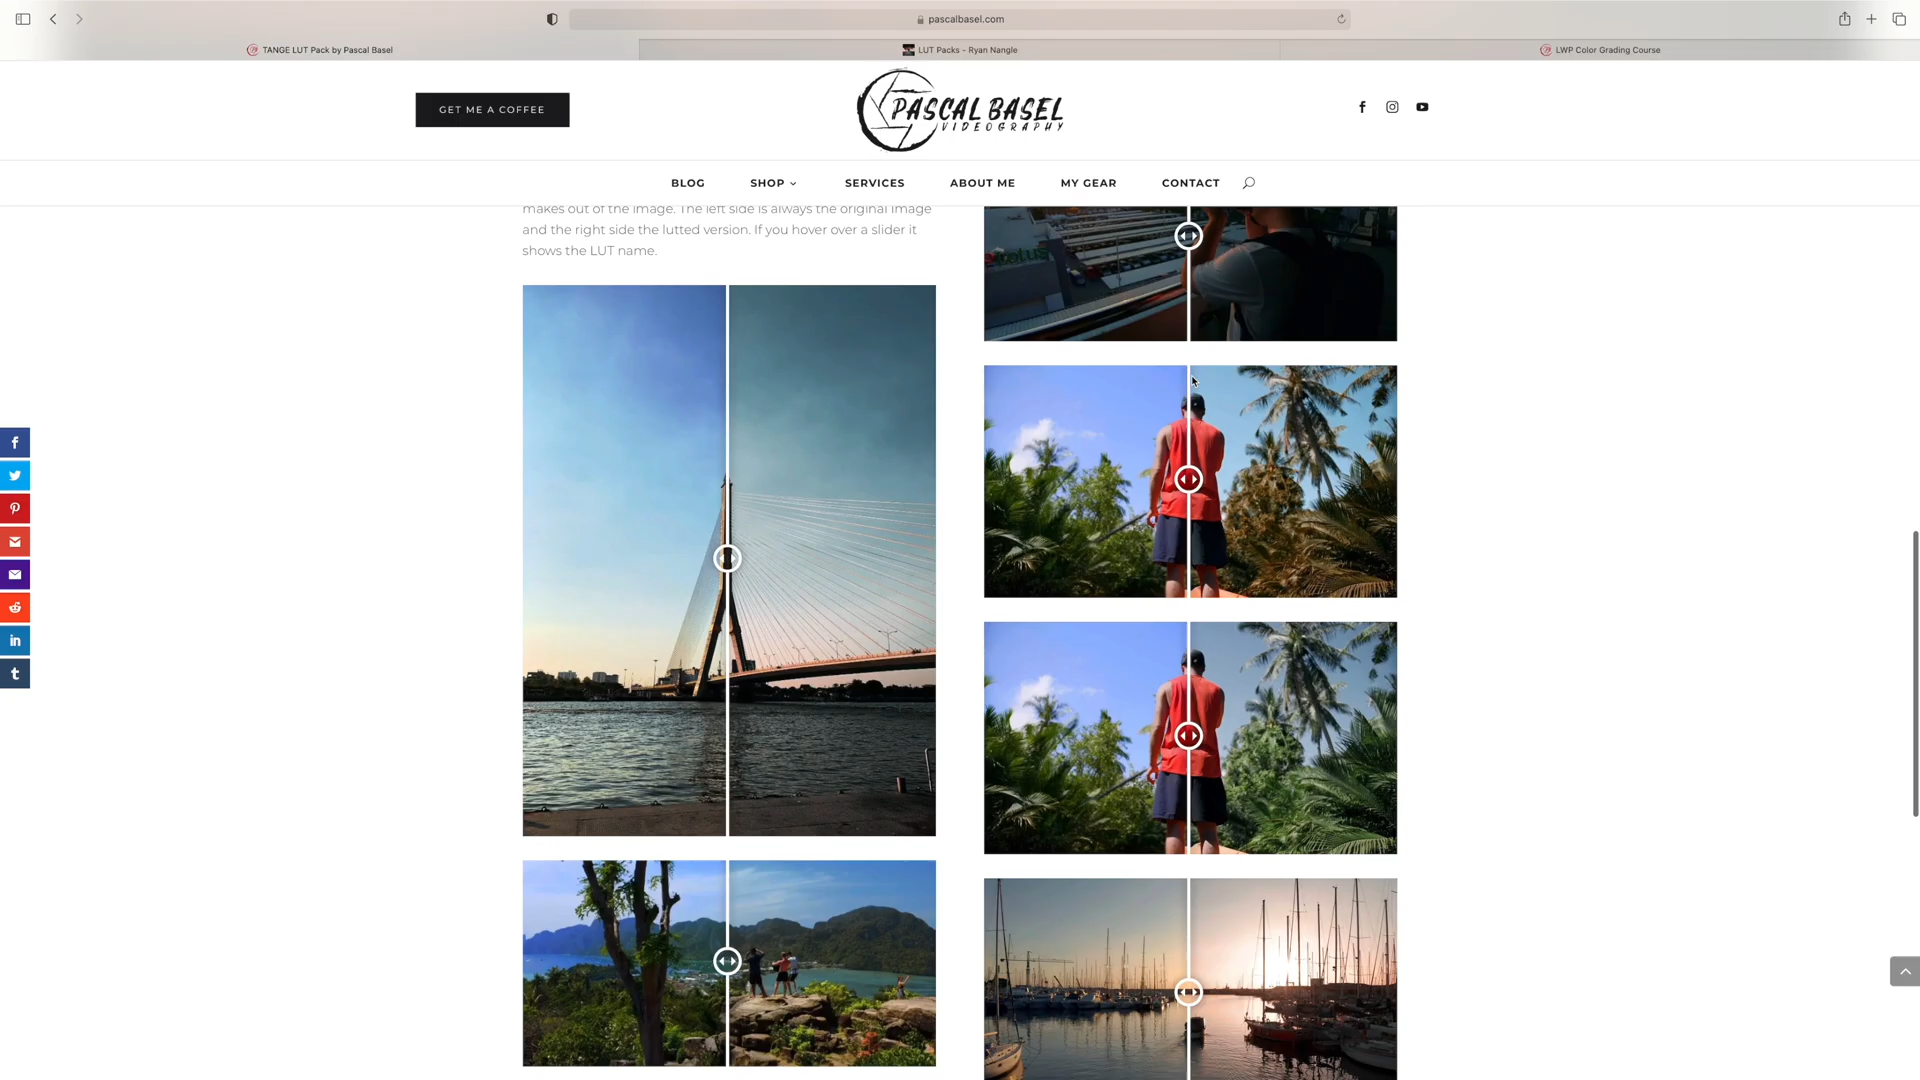 pascalbasel.com
TANGE LUT Pack by Pascal Basel
LUT Packs - Ryan Nangle
LWP Color Grading Course
GET ME A COFFEE
PASCAL BASEL
VIDEOGRAPHY
BLOG
SHOP
SERVICES
ABOUT ME
MY GEAR
CONTACT
makes out of the image. The left side is always the original image
and the right side the lutted version. If you hover over a slider it
shows the LUT name.